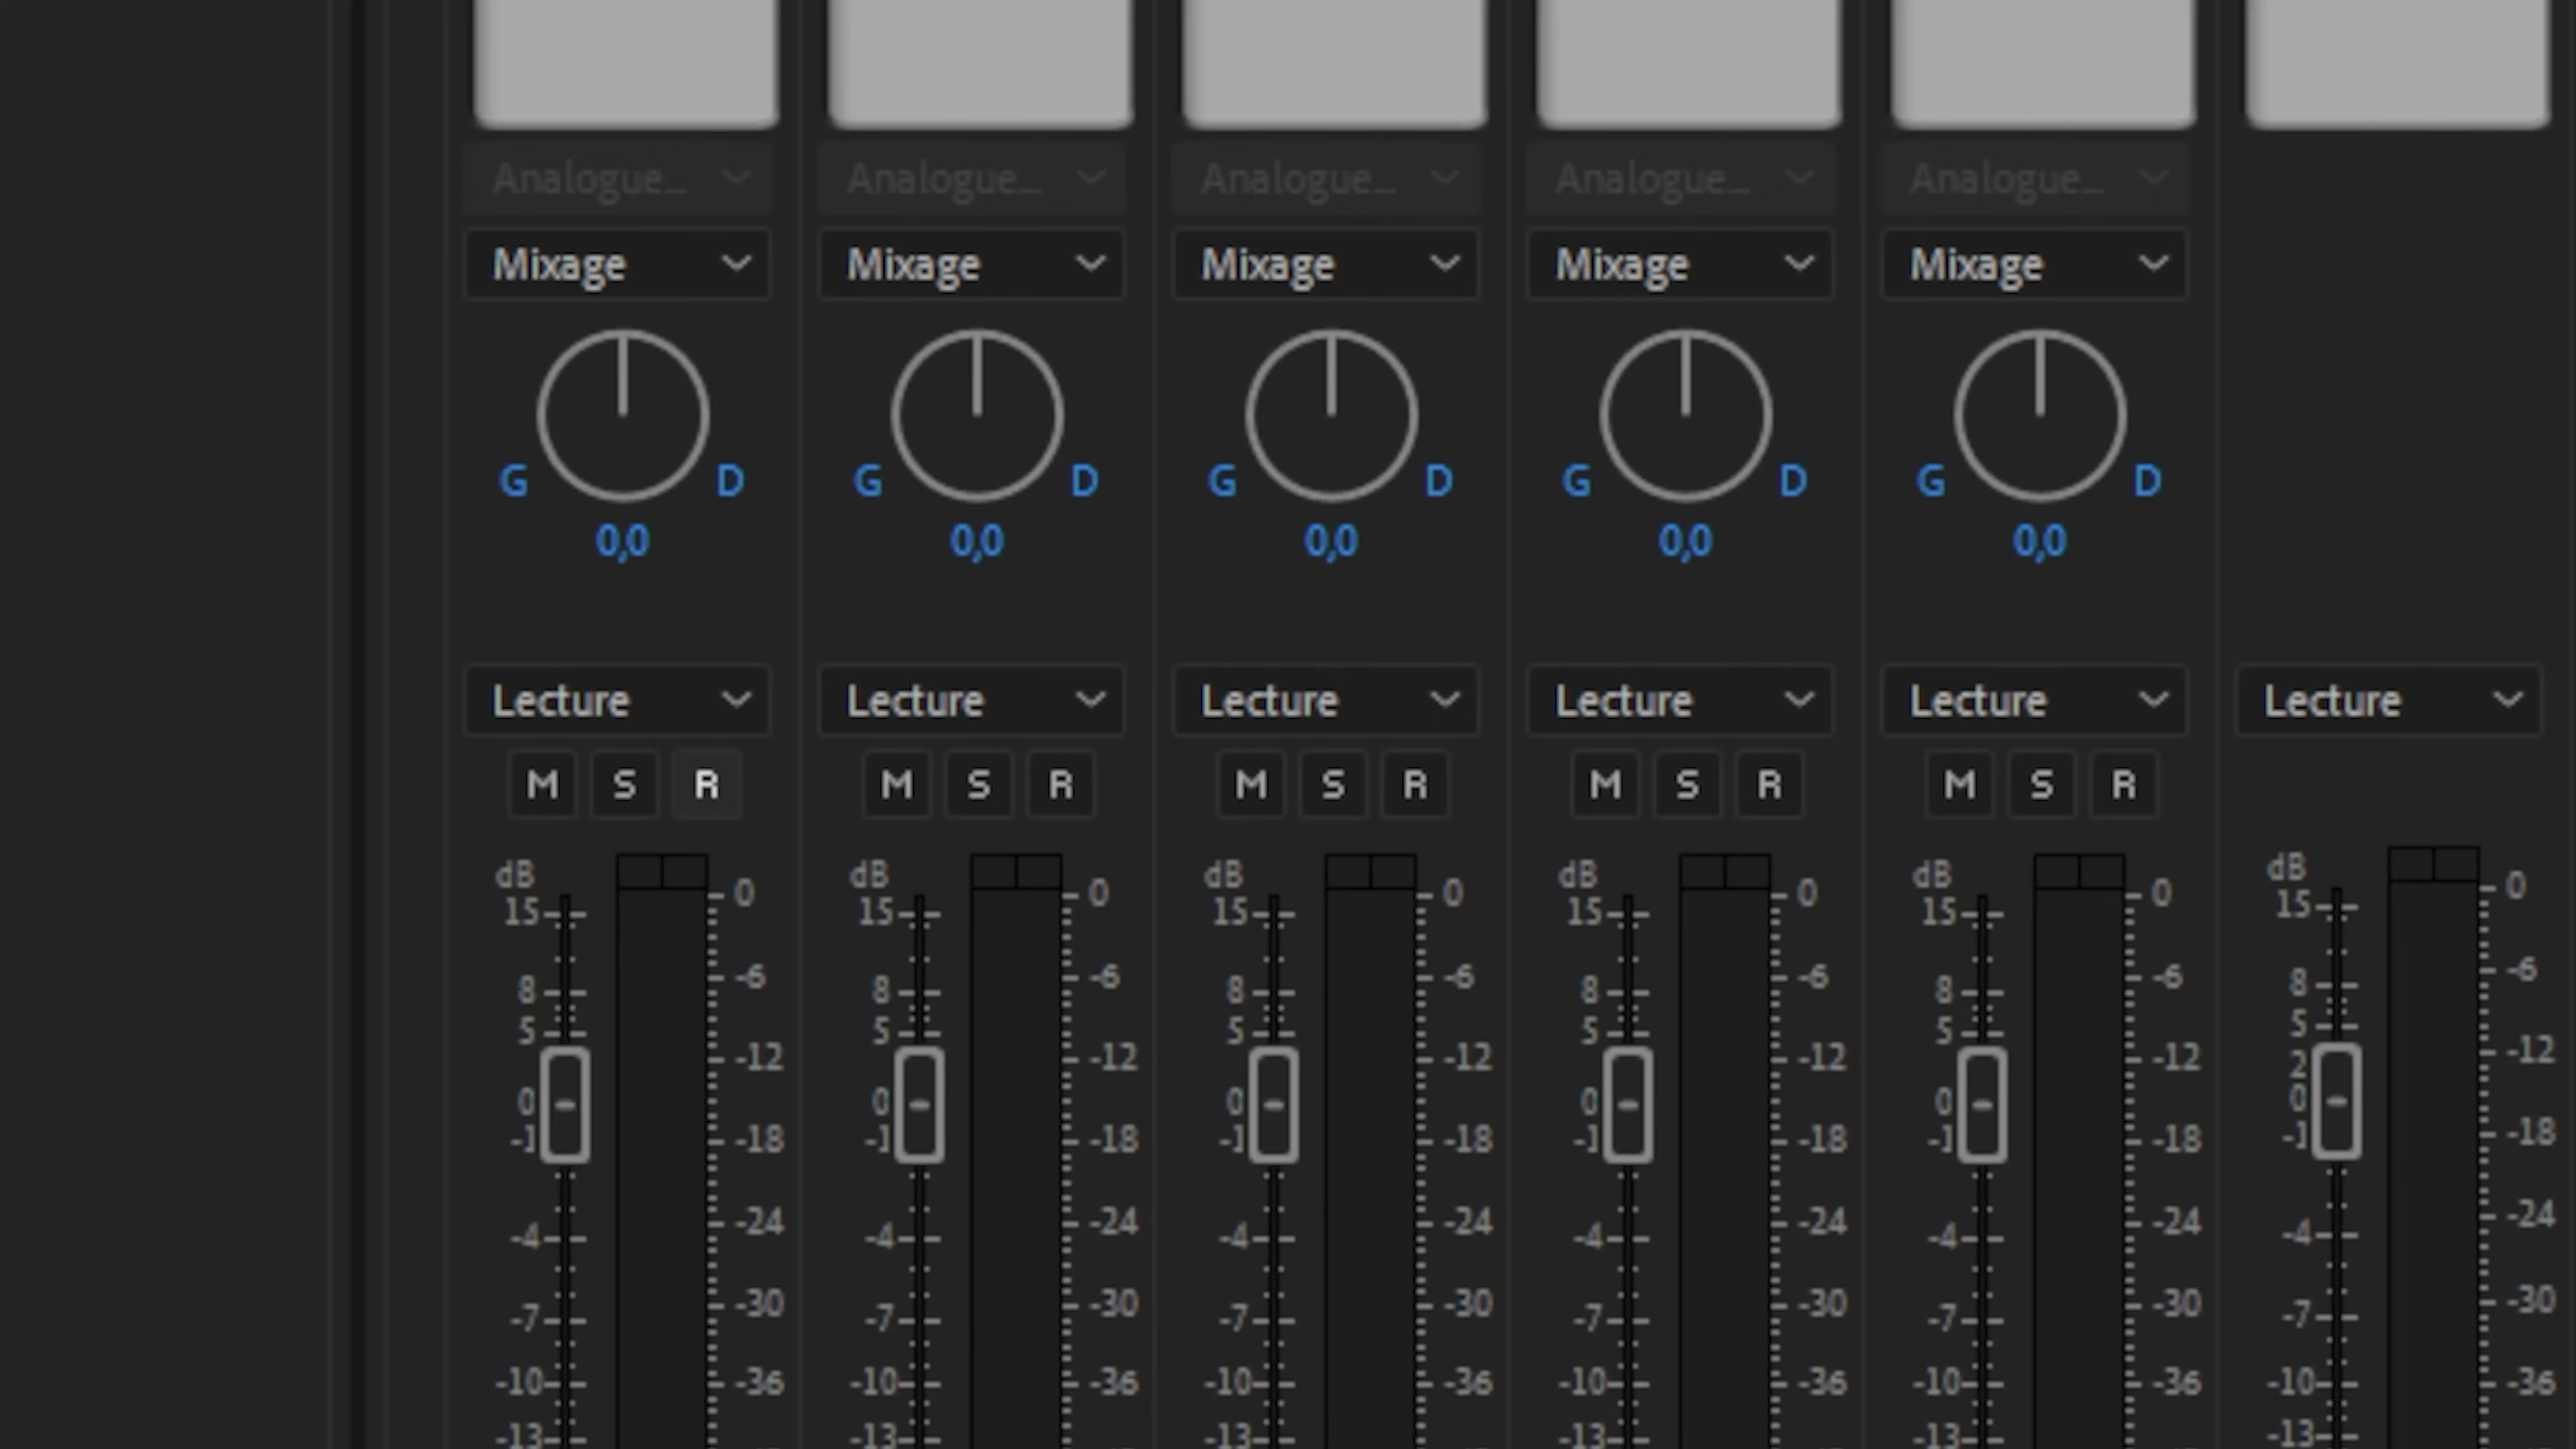 Analogue_ Analogue_ Analogue_ Analogue_ Analogue_
Mixage Mixage Mixage Mixage Mixage
G D G D G D G D G D
0,0 0,0 0,0 0,0 0,0
Lecture Lecture Lecture Lecture Lecture Lecture
M S R M S R M S R M S R M S R
dB dB dB dB dB dB
15 0 15 0 15 0 15 0 15 0 15 0
-6 -6 -6 -6 -6 -6
8 8 8 8 8 8
5 5 5 5 5 5
-12 -12 -12 -12 -12 2 -12
0 0 0 0 0 0
-1 -18 -1 -18 -1 -18 -1 -18 -1 -18 -1 -18
-4 -24 -4 -24 -4 -24 -4 -24 -4 -24 -4 -24
-7 -30 -7 -30 -7 -30 -7 -30 -7 -30 -7 -30
-10 -36 -10 -36 -10 -36 -10 -36 -10 -36 -10 -36
-13 -13 -13 -13 -13 -13